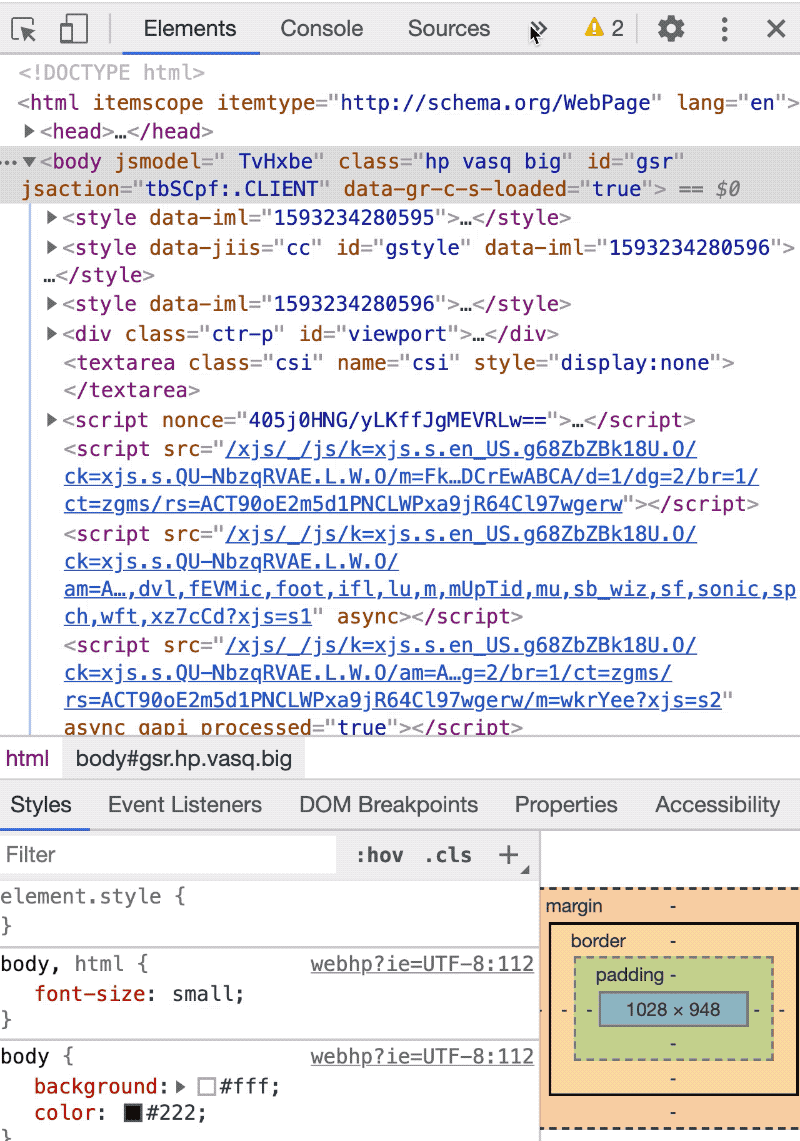 Elements Console Sources » 2
<!DOCTYPE html>
<html itemscope itemtype="http://schema.org/WebPage" lang="en">
▶<head>…</head>
…▼<body jsmodel=" TvHxbe" class="hp vasq big" id="gsr"
jsaction="tbSCpf:.CLIENT" data-gr-c-s-loaded="true"> == $0
▶<style data-iml="1593234280595">…</style>
▶<style data-jiis="cc" id="gstyle" data-iml="1593234280596">
…</style>
▶<style data-iml="1593234280596">…</style>
▶<div class="ctr-p" id="viewport">…</div>
<textarea class="csi" name="csi" style="display:none">
</textarea>
▶<script nonce="405j0HNG/yLKffJgMEVRLw==">…</script>
<script src="/xjs/_/js/k=xjs.s.en_US.g68ZbZBk18U.O/
ck=xjs.s.QU-NbzqRVAE.L.W.O/m=Fk…DCrEwABCA/d=1/dg=2/br=1/
ct=zgms/rs=ACT90oE2m5d1PNCLWPxa9jR64Cl97wgerw"></script>
<script src="/xjs/_/js/k=xjs.s.en_US.g68ZbZBk18U.O/
ck=xjs.s.QU-NbzqRVAE.L.W.O/
am=A…,dvl,fEVMic,foot,ifl,lu,m,mUpTid,mu,sb_wiz,sf,sonic,sp
ch,wft,xz7cCd?xjs=s1" async></script>
<script src="/xjs/_/js/k=xjs.s.en_US.g68ZbZBk18U.O/
ck=xjs.s.QU-NbzqRVAE.L.W.O/am=A…g=2/br=1/ct=zgms/
rs=ACT90oE2m5d1PNCLWPxa9jR64Cl97wgerw/m=wkrYee?xjs=s2"
async gapi_processed="true"></script>
html body#gsr.hp.vasq.big
Styles Event Listeners DOM Breakpoints Properties Accessibility
Filter :hov .cls +
element.style {
}
body, html { webhp?ie=UTF-8:112
font-size: small;
}
body { webhp?ie=UTF-8:112
background:▶ #fff;
color: #222;
}
margin -
border -
padding -
- - - 1028 × 948 - - -
-
-
-